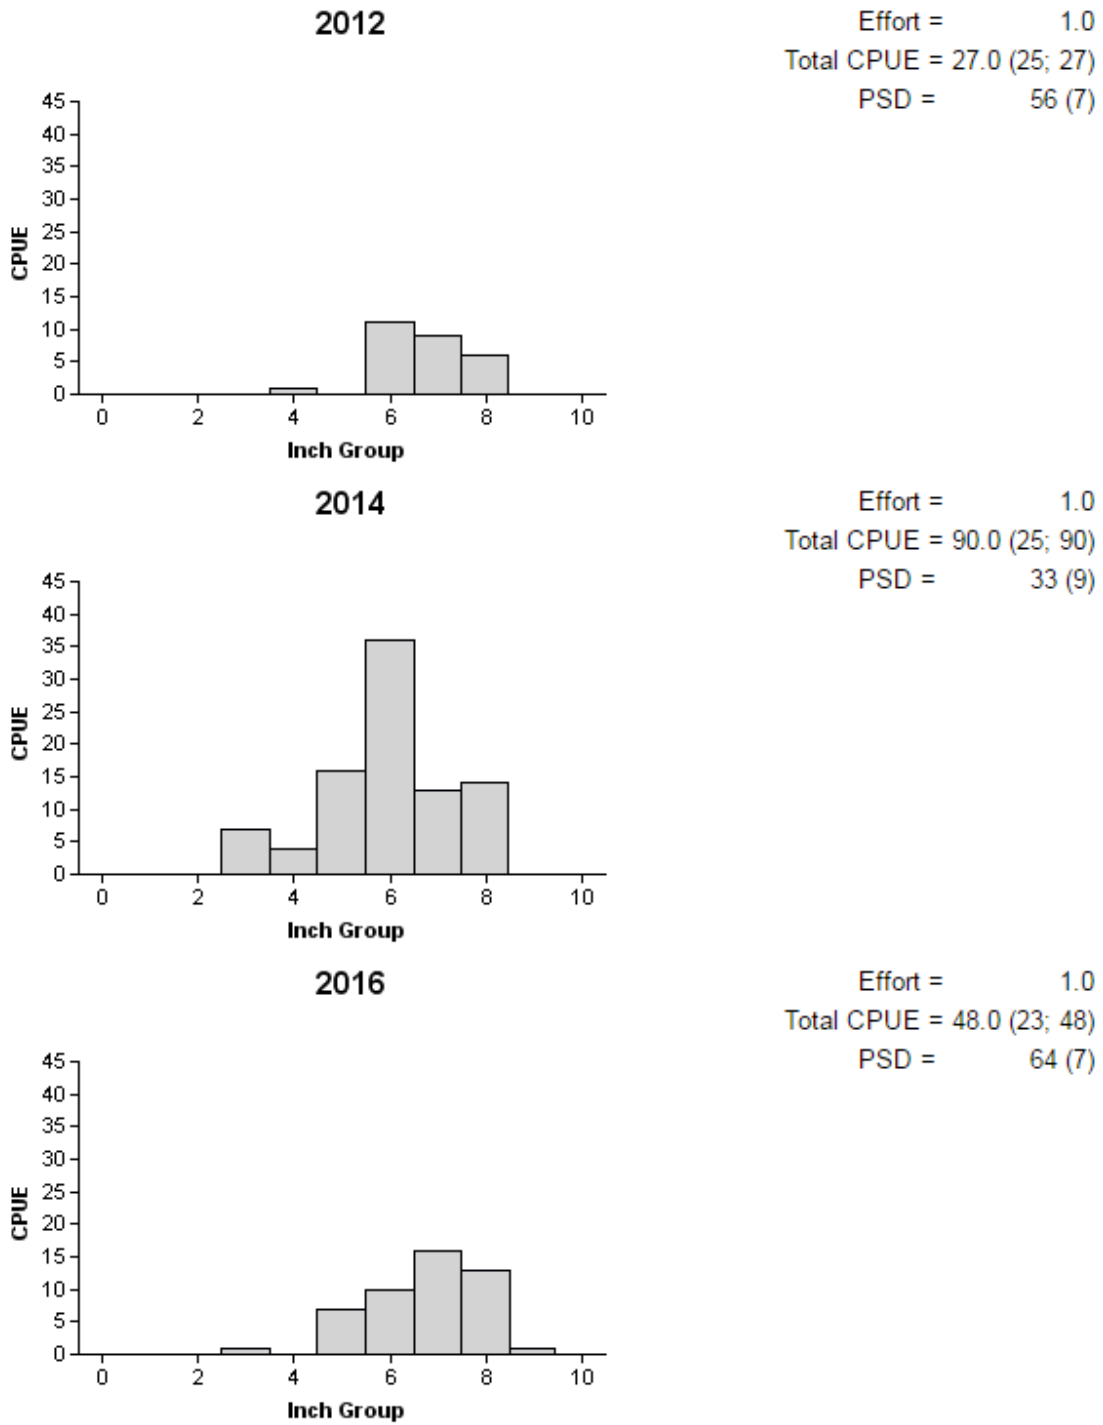 2012
Effort = 1.0
Total CPUE = 27.0 (25; 27)
PSD = 56 (7)
45
40
35
30
25
20
15
10
5
0
CPUE
0 2 4 6 8 10
Inch Group
2014
Effort = 1.0
Total CPUE = 90.0 (25; 90)
PSD = 33 (9)
45
40
35
30
25
20
15
10
5
0
CPUE
0 2 4 6 8 10
Inch Group
2016
Effort = 1.0
Total CPUE = 48.0 (23; 48)
PSD = 64 (7)
45
40
35
30
25
20
15
10
5
0
CPUE
0 2 4 6 8 10
Inch Group